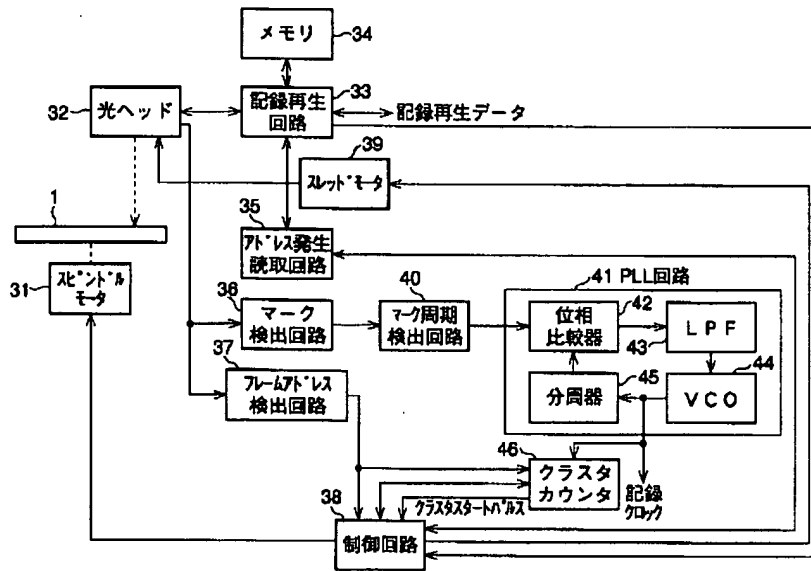 メモリ
34
33
32
光ヘッド
記録再生
回路
記録再生データ
39
スレッドモータ
1
35
アドレス発生
読取回路
31
スピンドル
モータ
36
マーク
検出回路
40
マーク周期
検出回路
41 PLL回路
位相
比較器
42
LPF
43
44
37
フレームアドレス
検出回路
分周器
45
VCO
46
クラスタ
カウンタ
記録
クロック
クラスタスタートパルス
38
制御回路